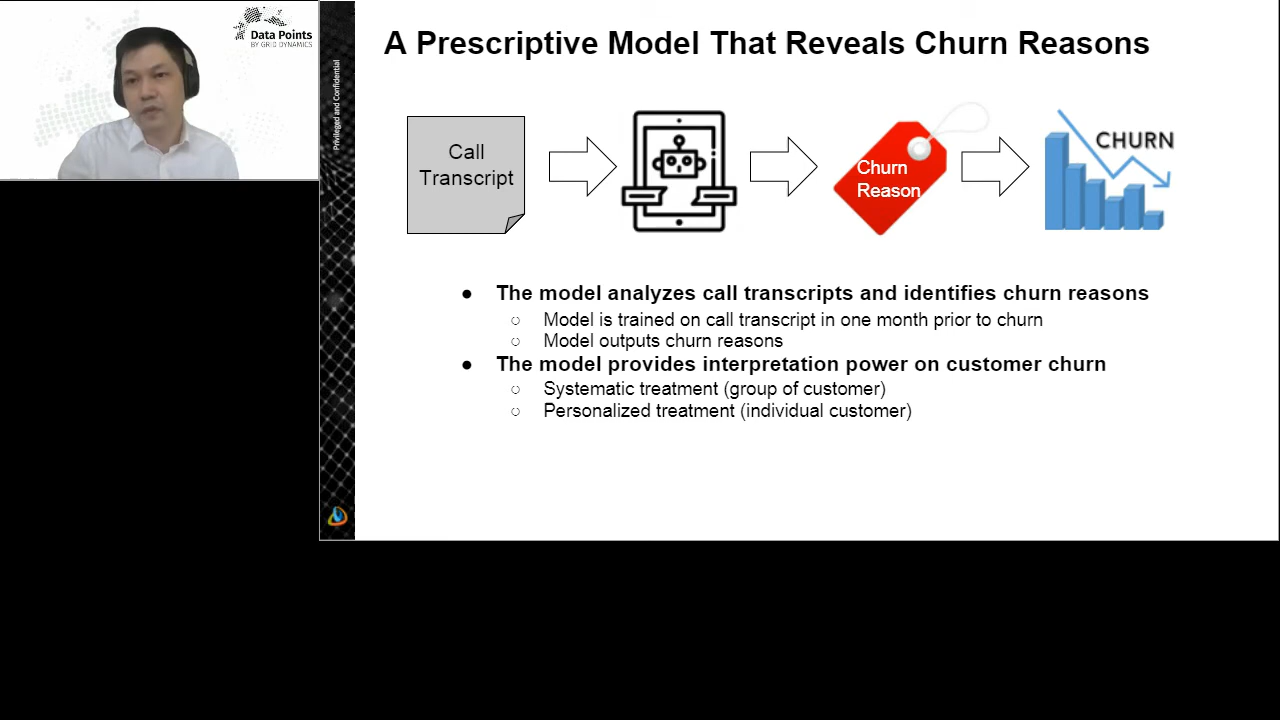 Data Points
BY GRID DYNAMICS
Privileged and Confidential
A Prescriptive Model That Reveals Churn Reasons
Call
Transcript
Churn
Reason
CHURN
● The model analyzes call transcripts and identifies churn reasons
○ Model is trained on call transcript in one month prior to churn
○ Model outputs churn reasons
● The model provides interpretation power on customer churn
○ Systematic treatment (group of customer)
○ Personalized treatment (individual customer)